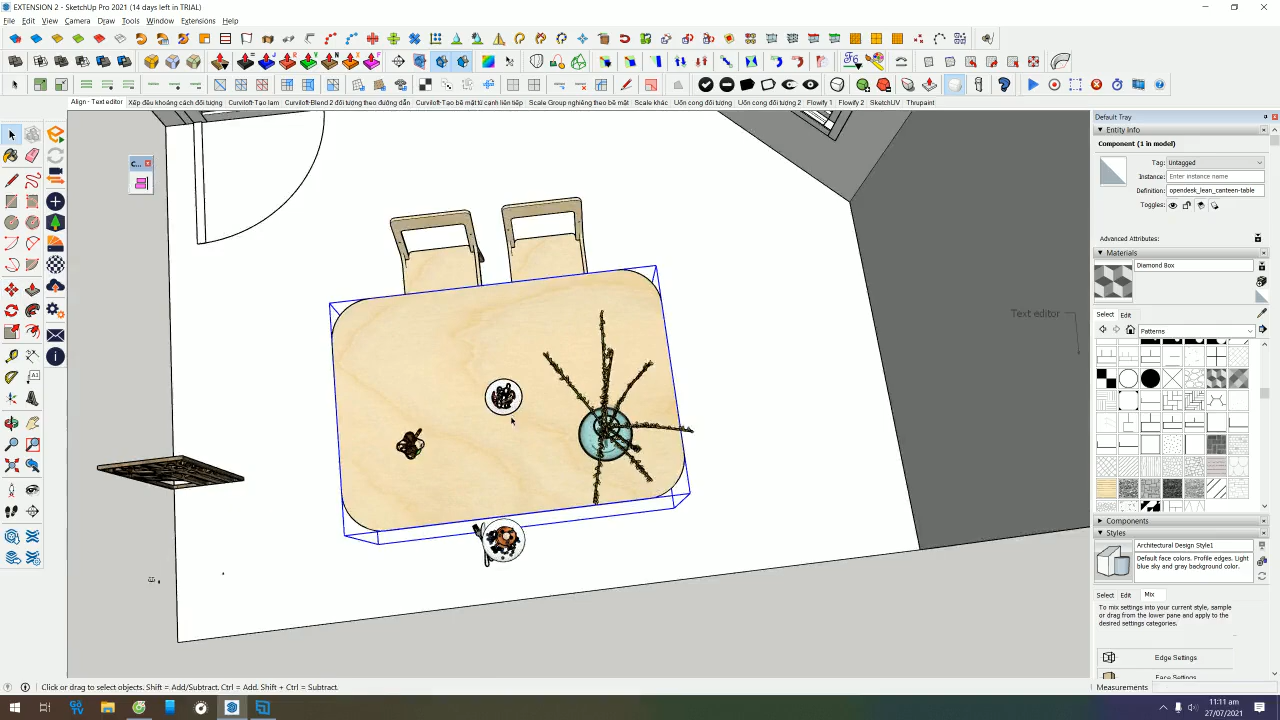 EXTENSION 2 - SketchUp Pro 2021 (14 days left in TRIAL)
File Edit View Camera Draw Tools Window Extensions Help
Align - Text editor Xếp đều khoảng cách đối tượng Curviloft-Tạo lam Curviloft-Blend 2 đối tượng theo đường dẫn Curviloft-Tạo bề mặt từ cạnh liên tiếp Scale Group nghiêng theo bề mặt Scale khác Uốn cong đối tượng Uốn cong đối tượng 2 Flowify 1 Flowify 2 SketchUV Thrupaint
C...
Text editor
Default Tray
Entity Info
Component (1 in model)
Tag: Untagged
Instance: Enter instance name
Definition: opendesk_lean_canteen-table
Toggles:
Advanced Attributes:
Materials
Diamond Box
Select Edit
Patterns
Components
Styles
Architectural Design Style1
Default face colors. Profile edges. Light
blue sky and gray background color.
Select Edit Mix
To mix settings into your current style, sample
or drag from the lower pane and apply to the
desired settings categories.
Edge Settings
Face Settings
Click or drag to select objects. Shift = Add/Subtract. Ctrl = Add. Shift + Ctrl = Subtract.
Measurements
11:11 am
27/07/2021